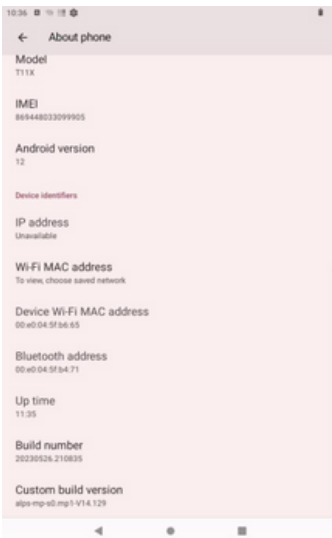 10:36
About phone
Model
T11X
IMEI
869448033099905
Android version
12
Device identifiers
IP address
Unavailable
Wi-Fi MAC address
To view, choose saved network
Device Wi-Fi MAC address
00:e0:04:5f:b6:65
Bluetooth address
00:e0:04:5f:b4:71
Up time
11:35
Build number
20230526.210835
Custom build version
alps-mp-s0.mp1-V14.129